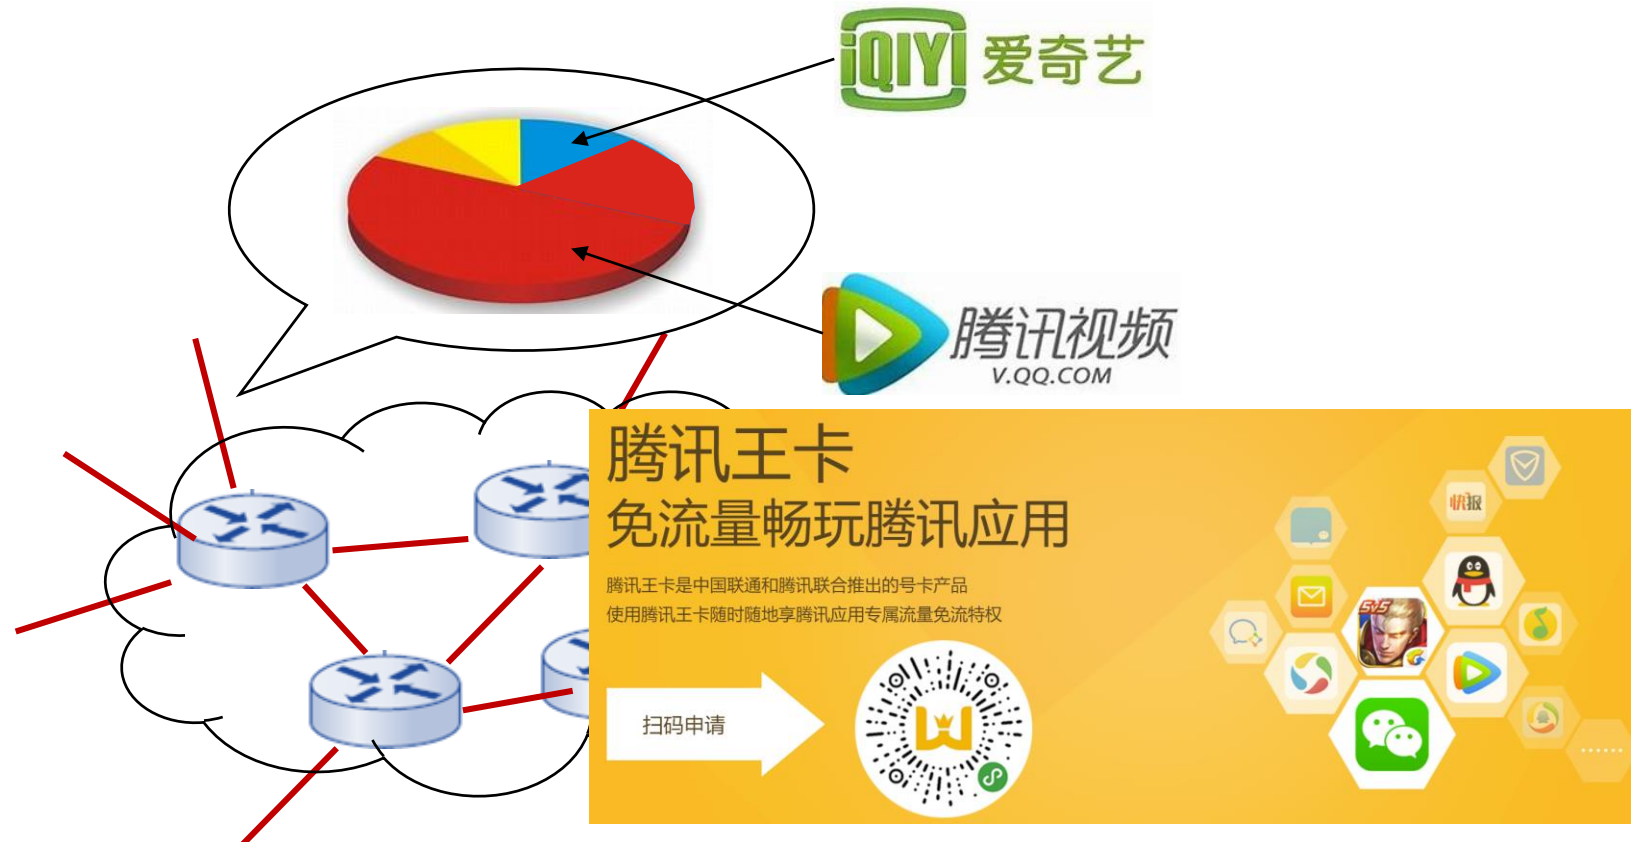 iQIYI 爱奇艺
腾讯视频
V.QQ.COM
腾讯王卡
免流量畅玩腾讯应用
腾讯王卡是中国联通和腾讯联合推出的号卡产品
使用腾讯王卡随时随地享腾讯应用专属流量免流特权
扫码申请
快报
5v5